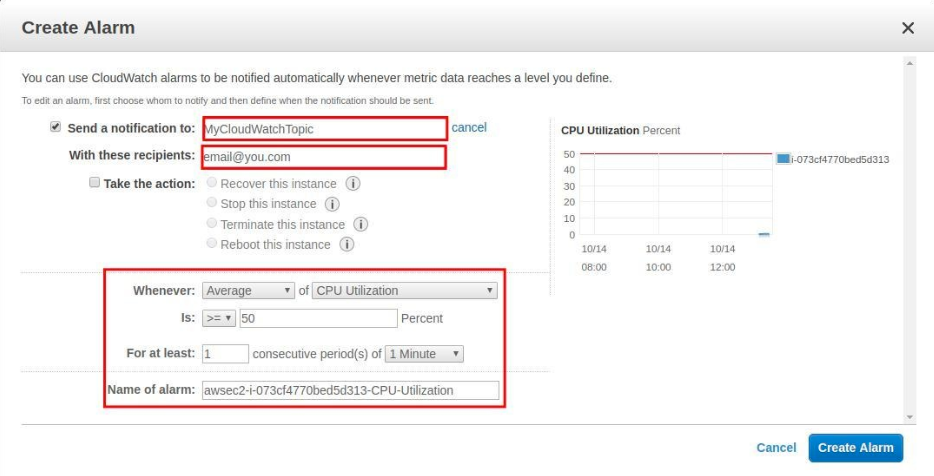 Create Alarm
You can use CloudWatch alarms to be notified automatically whenever metric data reaches a level you define.
To edit an alarm, first choose whom to notify and then define when the notification should be sent.
Send a notification to: MyCloudWatchTopic cancel
With these recipients: email@you.com
Take the action: Recover this instance i
Stop this instance i
Terminate this instance i
Reboot this instance i
Whenever: Average of CPU Utilization
Is: >= 50 Percent
For at least: 1 consecutive period(s) of 1 Minute
Name of alarm: awsec2-i-073cf4770bed5d313-CPU-Utilization
CPU Utilization Percent
50
40
30
20
10
0
10/14 10/14 10/14
08:00 10:00 12:00
i-073cf4770bed5d313
Cancel Create Alarm